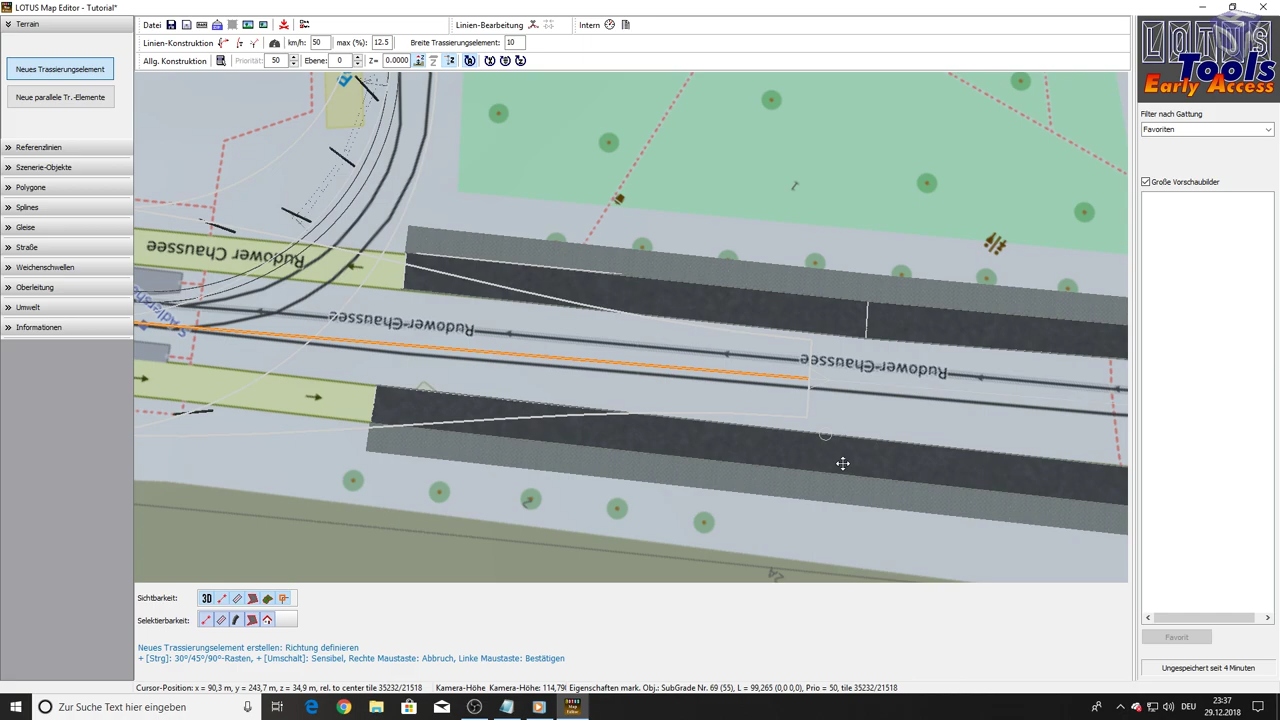 LOTUS Map Editor - Tutorial*
Terrain
Neues Trassierungselement
Neue parallele Tr.-Elemente
Referenzlinien
Szenerie-Objekte
Polygone
Splines
Gleise
Straße
Weichenschwellen
Oberleitung
Umwelt
Informationen
Datei
Linien-Bearbeitung
Intern
Linien-Konstruktion
km/h: 50
max (%): 12.5
Breite Trassierungselement: 10
Allg. Konstruktion
Priorität: 50
Ebene: 0
Z= 0.0000
Rudower Chaussee
Rudower Chaussee
Rudower Chaussee
2
2A
LOTUS
Tools
Early Access
Filter nach Gattung
Favoriten
Große Vorschaubilder
Favorit
Ungespeichert seit 4 Minuten
Sichtbarkeit:
3D
Selektierbarkeit:
Neues Trassierungselement erstellen: Richtung definieren
+ [Strg]: 30°/45°/90°-Rasten, + [Umschalt]: Sensibel, Rechte Maustaste: Abbruch, Linke Maustaste: Bestätigen
Cursor-Position: x = 90,3 m, y = 243,7 m, z = 34,9 m, rel. to center tile 35232/21518
Kamera-Höhe
Kamera-Höhe: 114,79
Eigenschaften mark. Obj.: SubGrade Nr. 69 (55), L = 99,265 (0,0 0,0), Prio = 50, tile 35232/21518
Zur Suche Text hier eingeben
Map Editor
DEU
23:37
29.12.2018